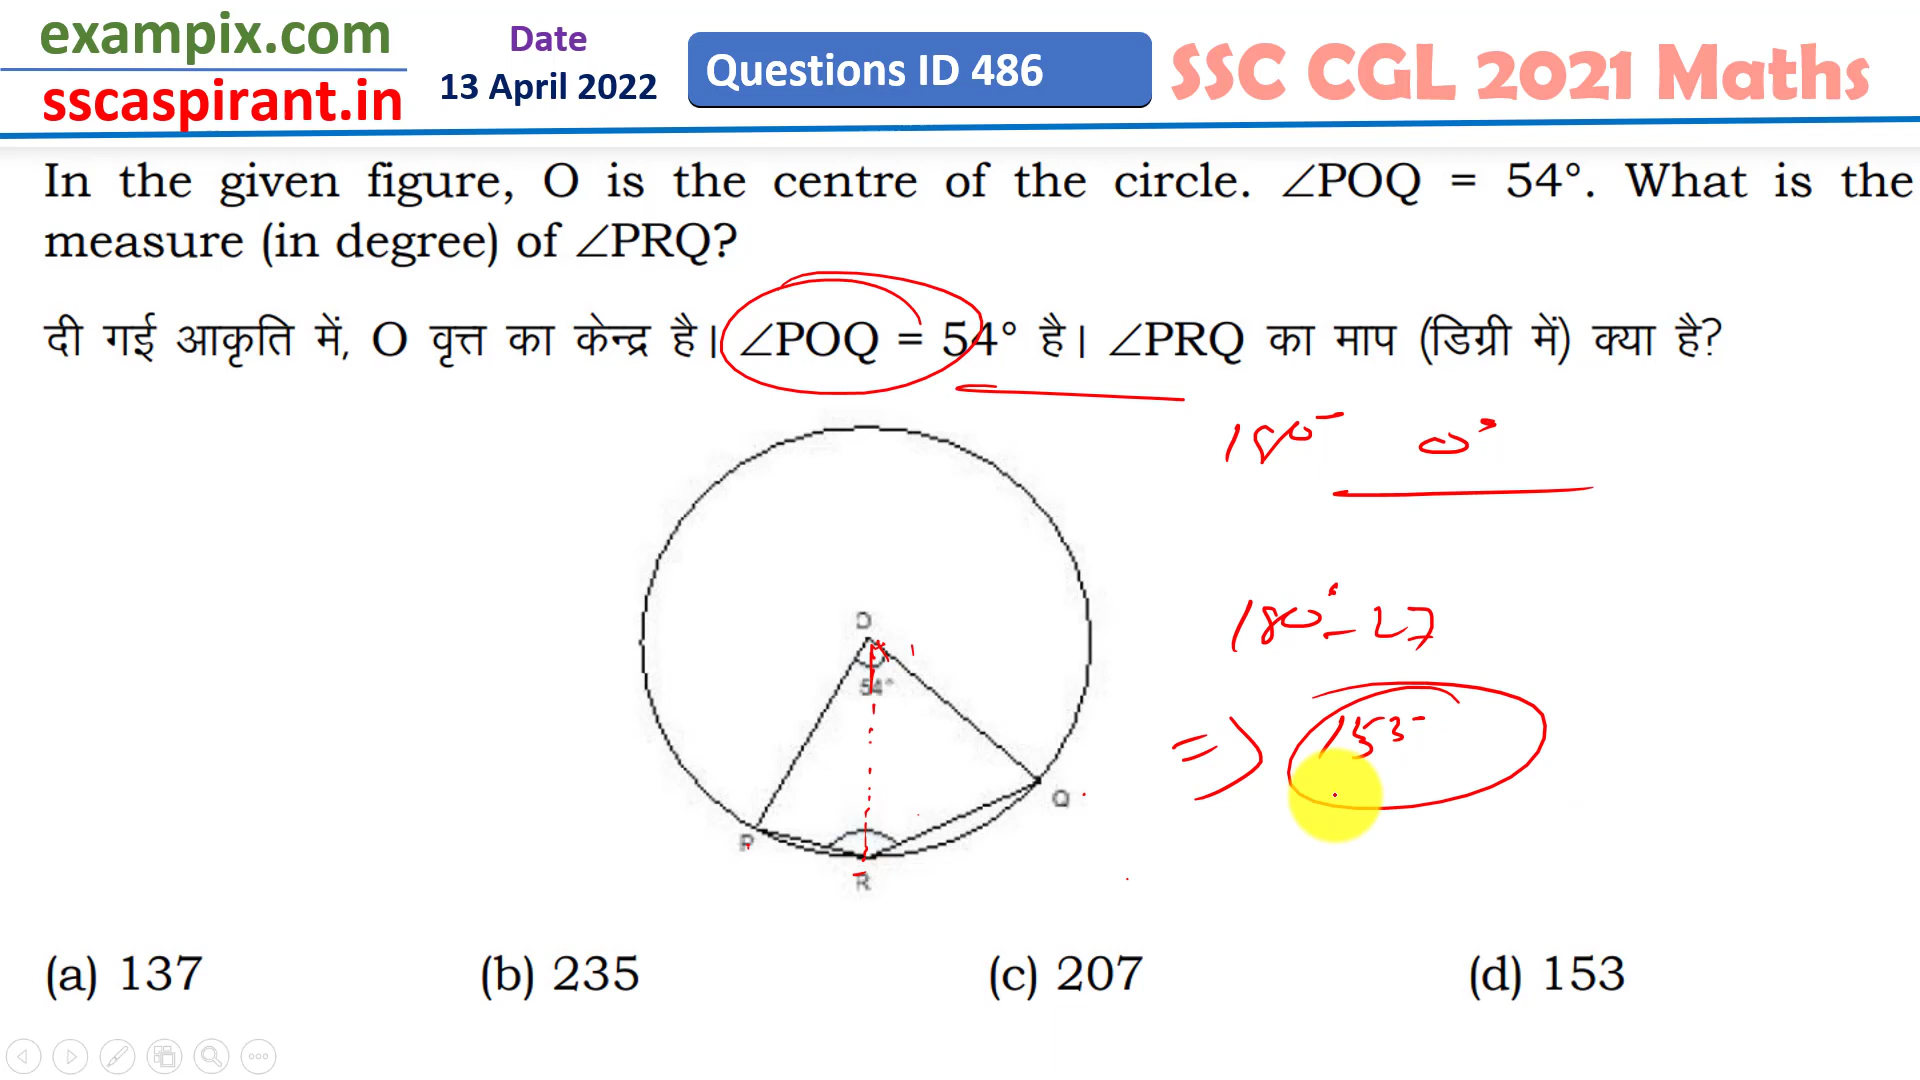 exampix.com
sscaspirant.in
Date
13 April 2022
Questions ID 486
SSC CGL 2021 Maths
In the given figure, O is the centre of the circle. ∠POQ = 54°. What is the
measure (in degree) of ∠PRQ?
दी गई आकृति में, O वृत्त का केन्द्र है। ∠POQ = 54° है। ∠PRQ का माप (डिग्री में) क्या है?
180°
O
180°-27
54°
⇒ 153
Q
P
R
(a) 137 (b) 235 (c) 207 (d) 153